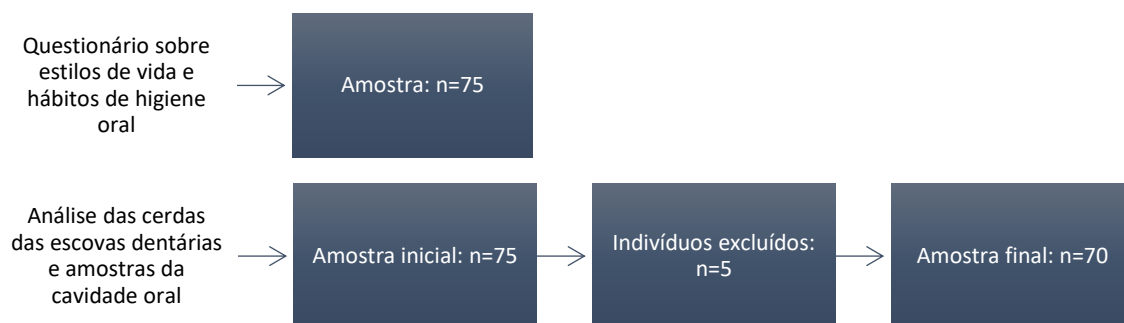 Questionário sobre
estilos de vida e
hábitos de higiene
oral
Amostra: n=75
Análise das cerdas
das escovas dentárias
e amostras da
cavidade oral
Amostra inicial: n=75
Indivíduos excluídos:
n=5
Amostra final: n=70